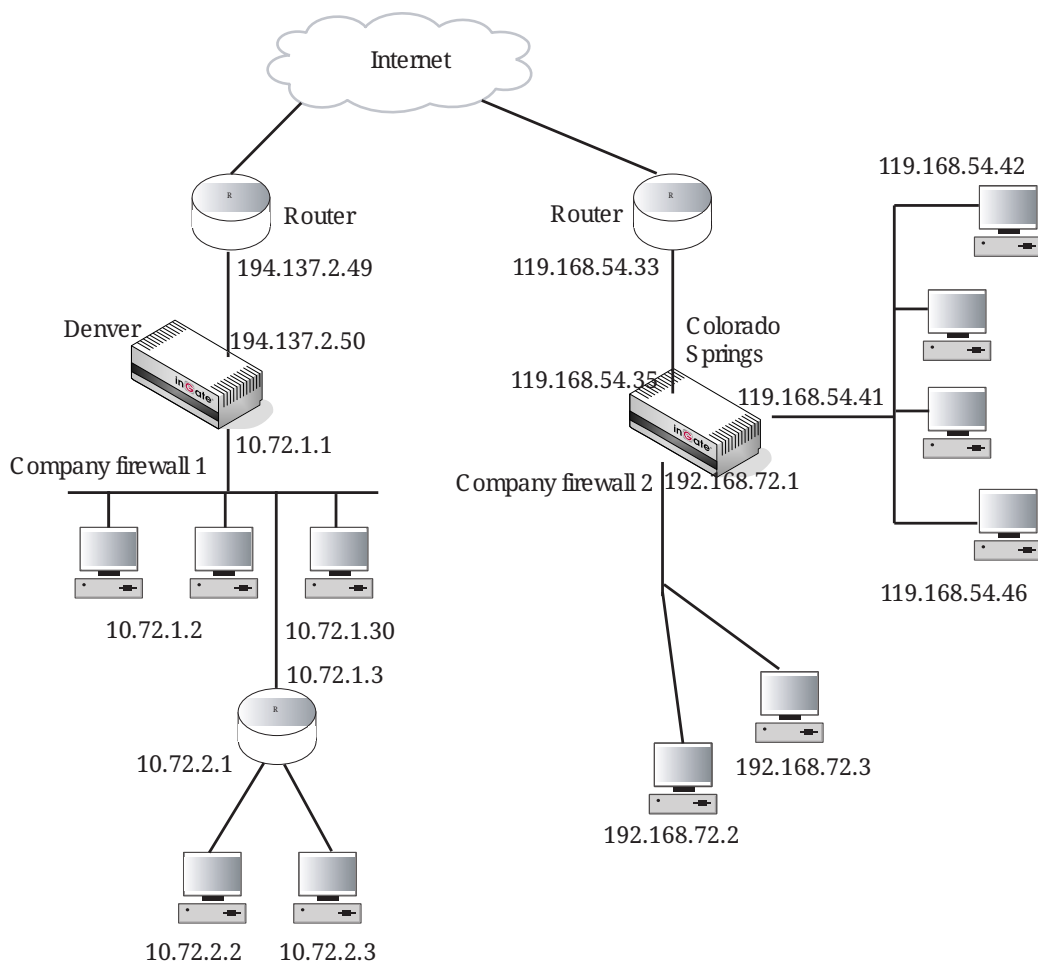 Internet
119.168.54.42
R
R
Router
Router
194.137.2.49
119.168.54.33
Denver
194.137.2.50
Colorado
Springs
inGate
119.168.54.35
119.168.54.41
inGate
10.72.1.1
Company firewall 1
Company firewall 2
192.168.72.1
119.168.54.46
10.72.1.2
10.72.1.30
10.72.1.3
R
10.72.2.1
192.168.72.3
192.168.72.2
10.72.2.2
10.72.2.3